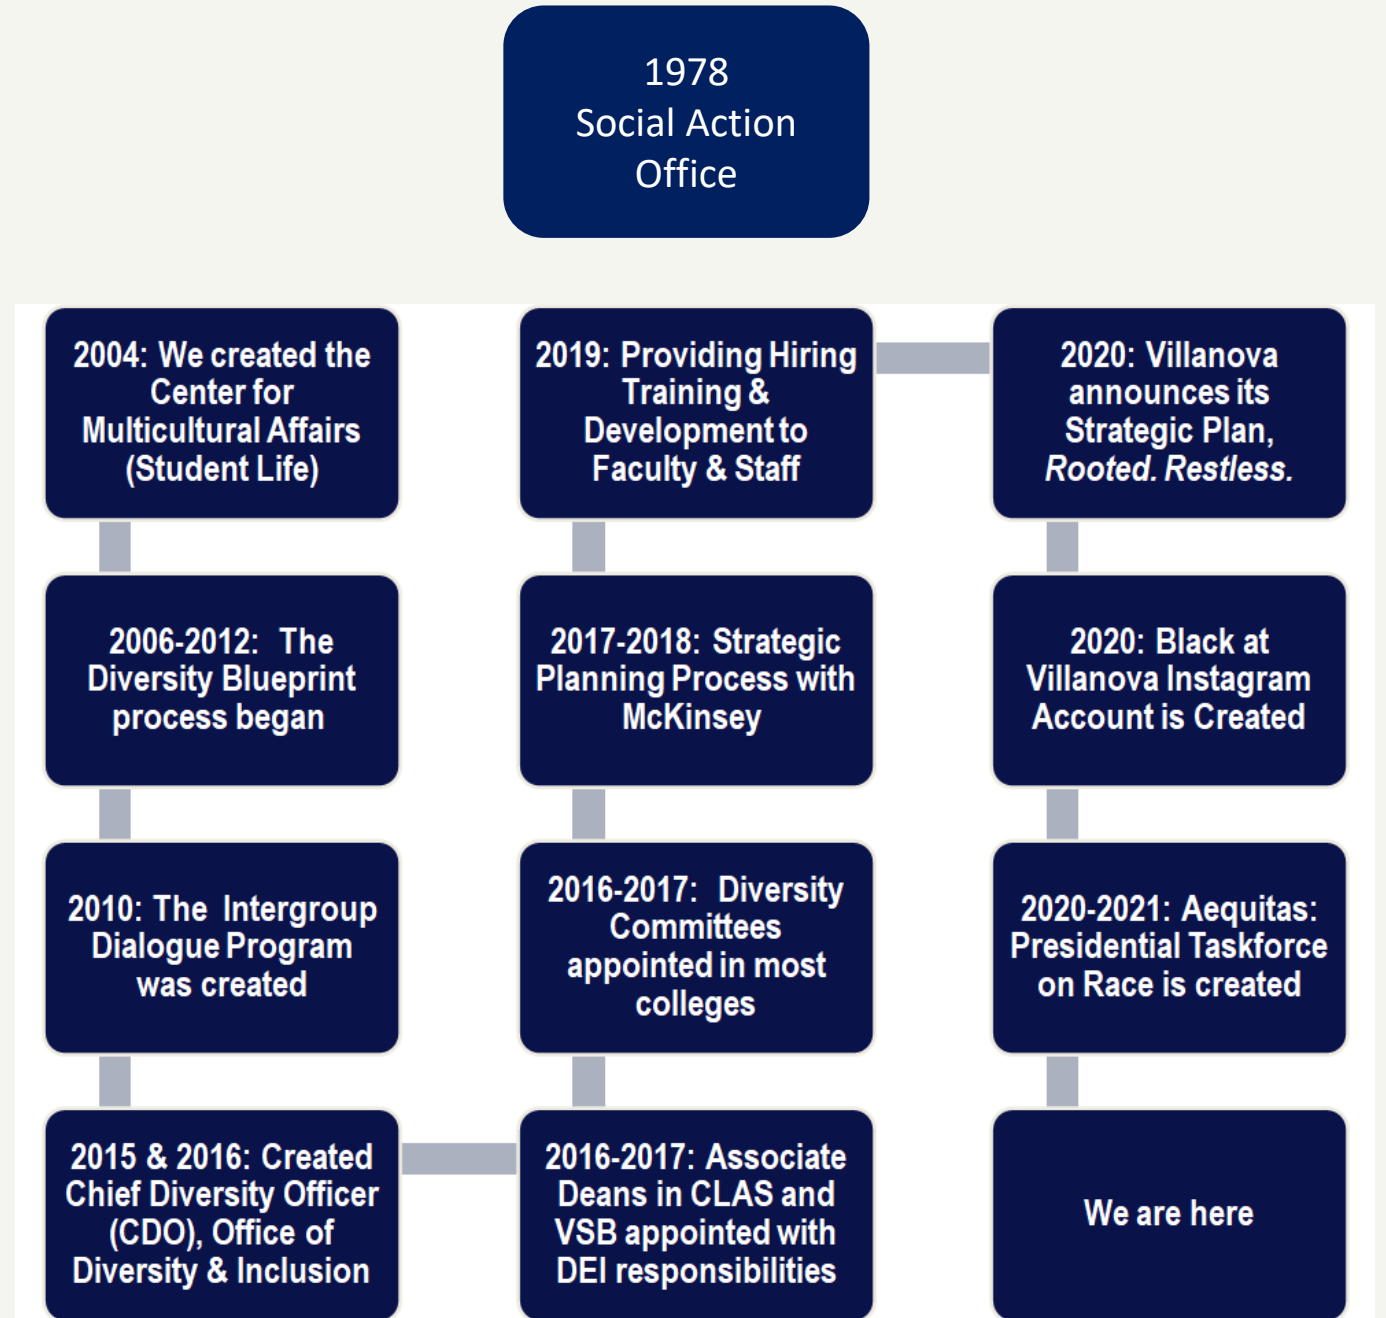 1978
Social Action
Office
2004: We created the
Center for
Multicultural Affairs
(Student Life)
2006-2012: The
Diversity Blueprint
process began
2010: The Intergroup
Dialogue Program
was created
2015 & 2016: Created
Chief Diversity Officer
(CDO), Office of
Diversity & Inclusion
2016-2017: Associate
Deans in CLAS and
VSB appointed with
DEI responsibilities
2016-2017: Diversity
Committees
appointed in most
colleges
2017-2018: Strategic
Planning Process with
McKinsey
2019: Providing Hiring
Training &
Development to
Faculty & Staff
2020: Villanova
announces its
Strategic Plan,
Rooted. Restless.
2020: Black at
Villanova Instagram
Account is Created
2020-2021: Aequitas:
Presidential Taskforce
on Race is created
We are here